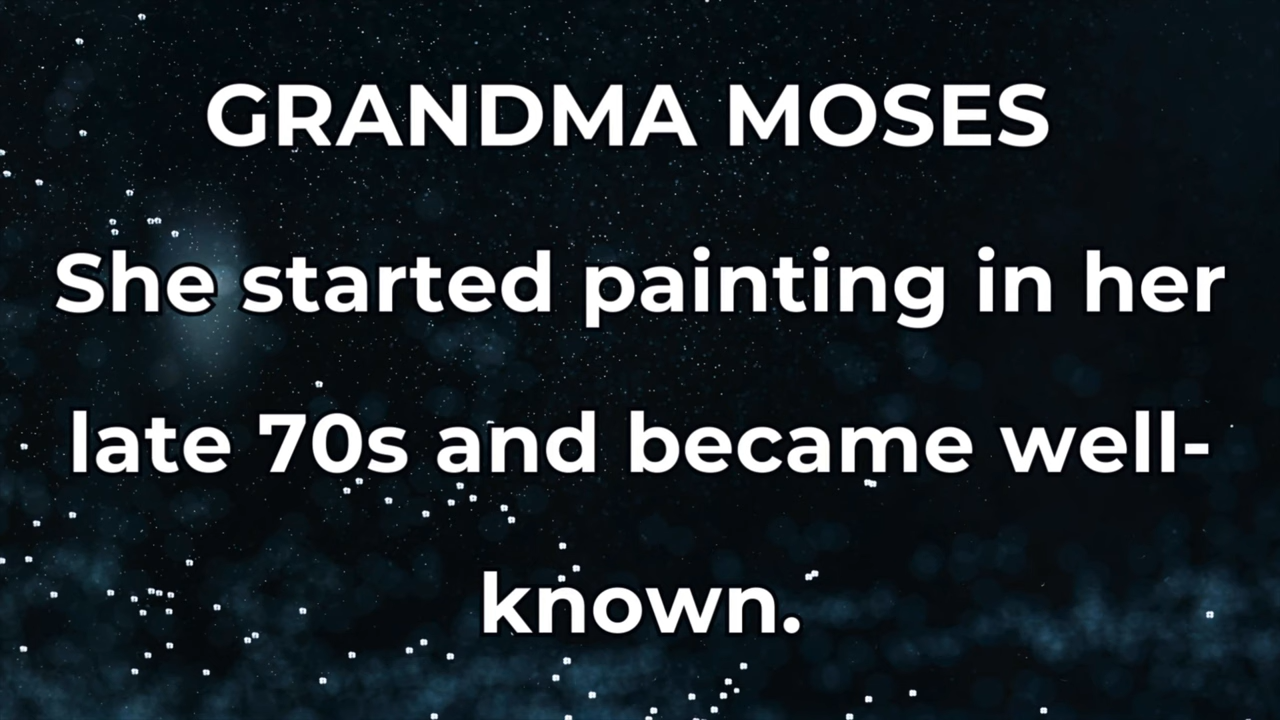 GRANDMA MOSES
She started painting in her
late 70s and became well-
known.